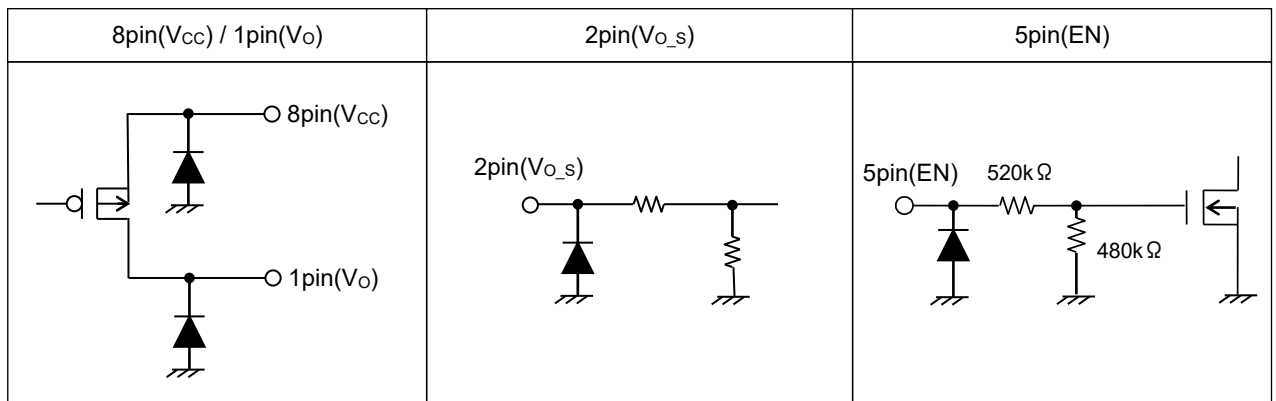 8pin(VCC) / 1pin(VO)
2pin(VO_S)
5pin(EN)
8pin(VCC)
1pin(VO)
2pin(VO_S)
5pin(EN)
520kΩ
480kΩ